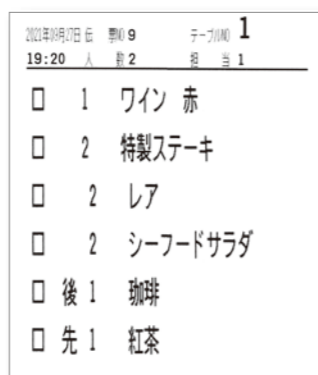 2021年09月27日 伝 票NO 9 テーブルNO 1
19:20 人 数 2 担 当 1
□ 1 ワイン 赤
□ 2 特製ステーキ
□ 2 レア
□ 2 シーフードサラダ
□ 後 1 珈琲
□ 先 1 紅茶